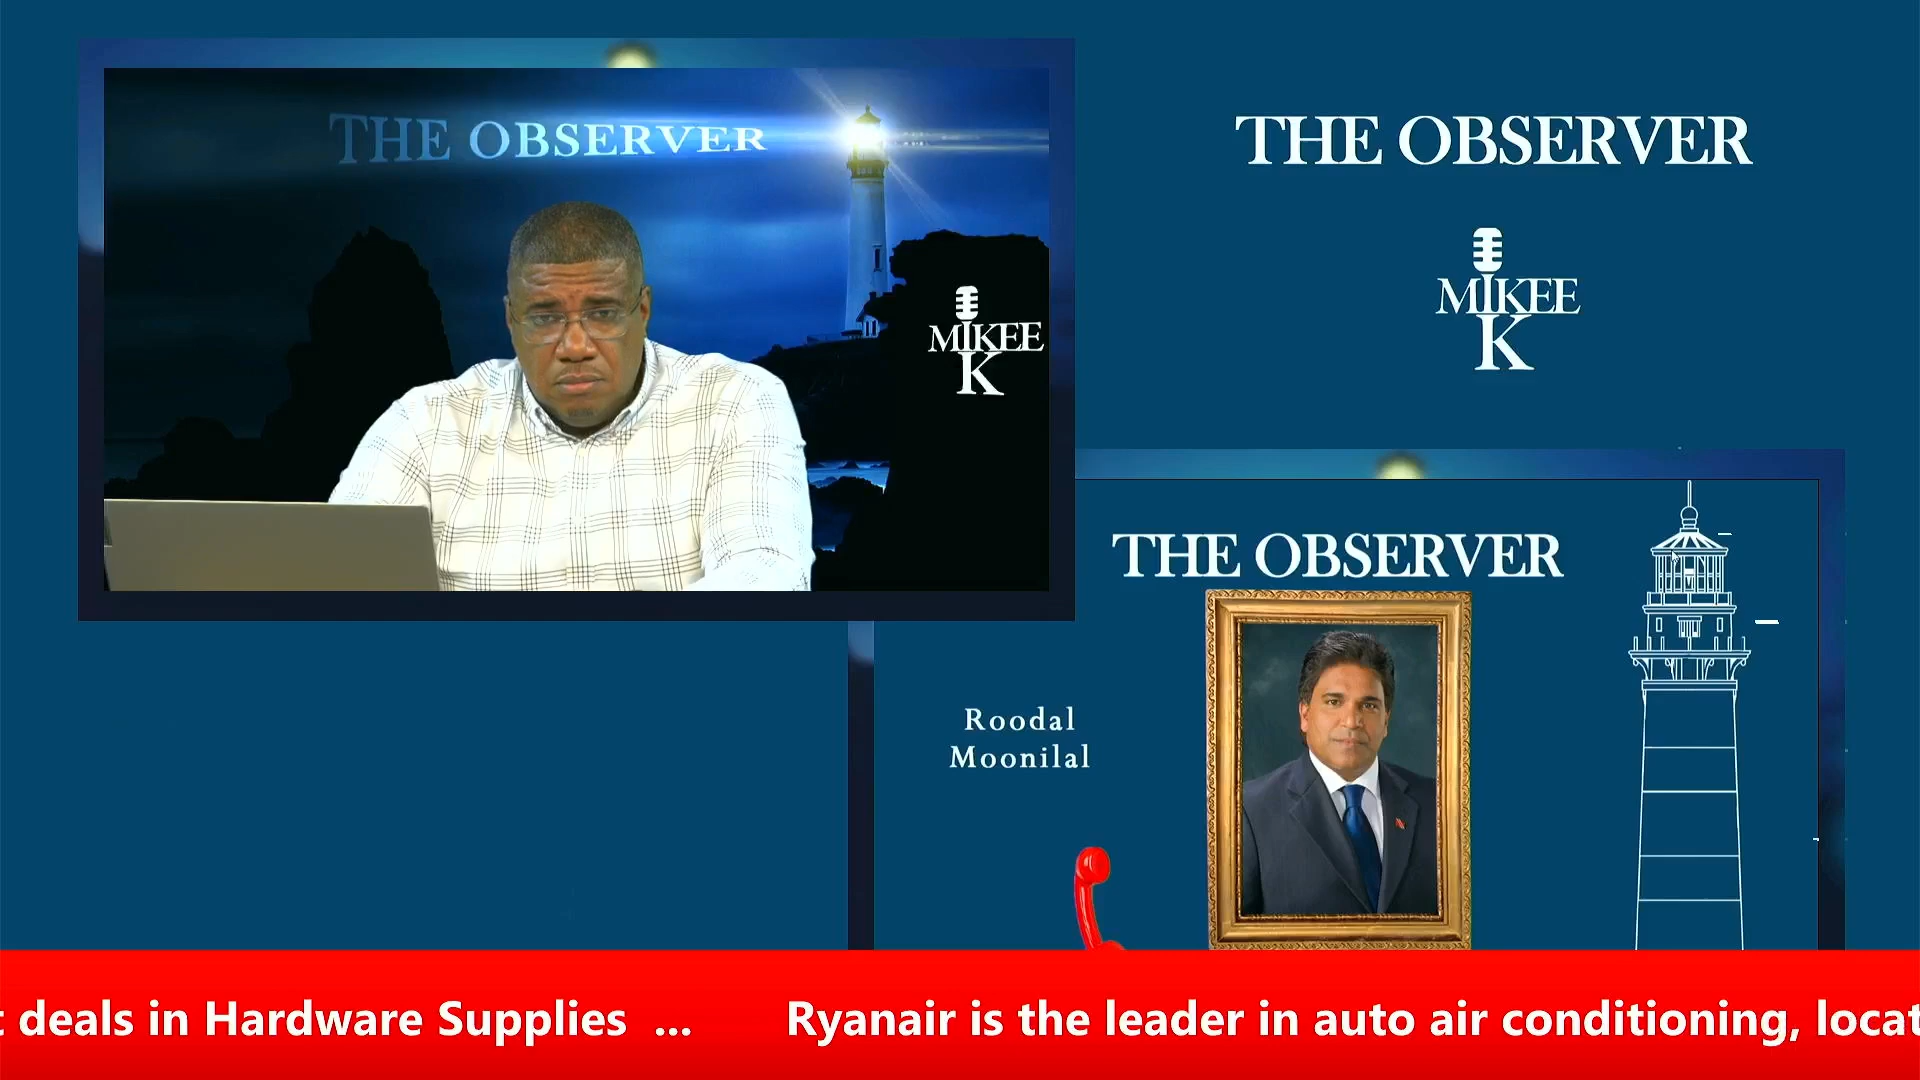 THE OBSERVER
MIKEE
K
THE OBSERVER
MIKEE
K
THE OBSERVER
Roodal
Moonilal
deals in Hardware Supplies ... Ryanair is the leader in auto air conditioning, locat